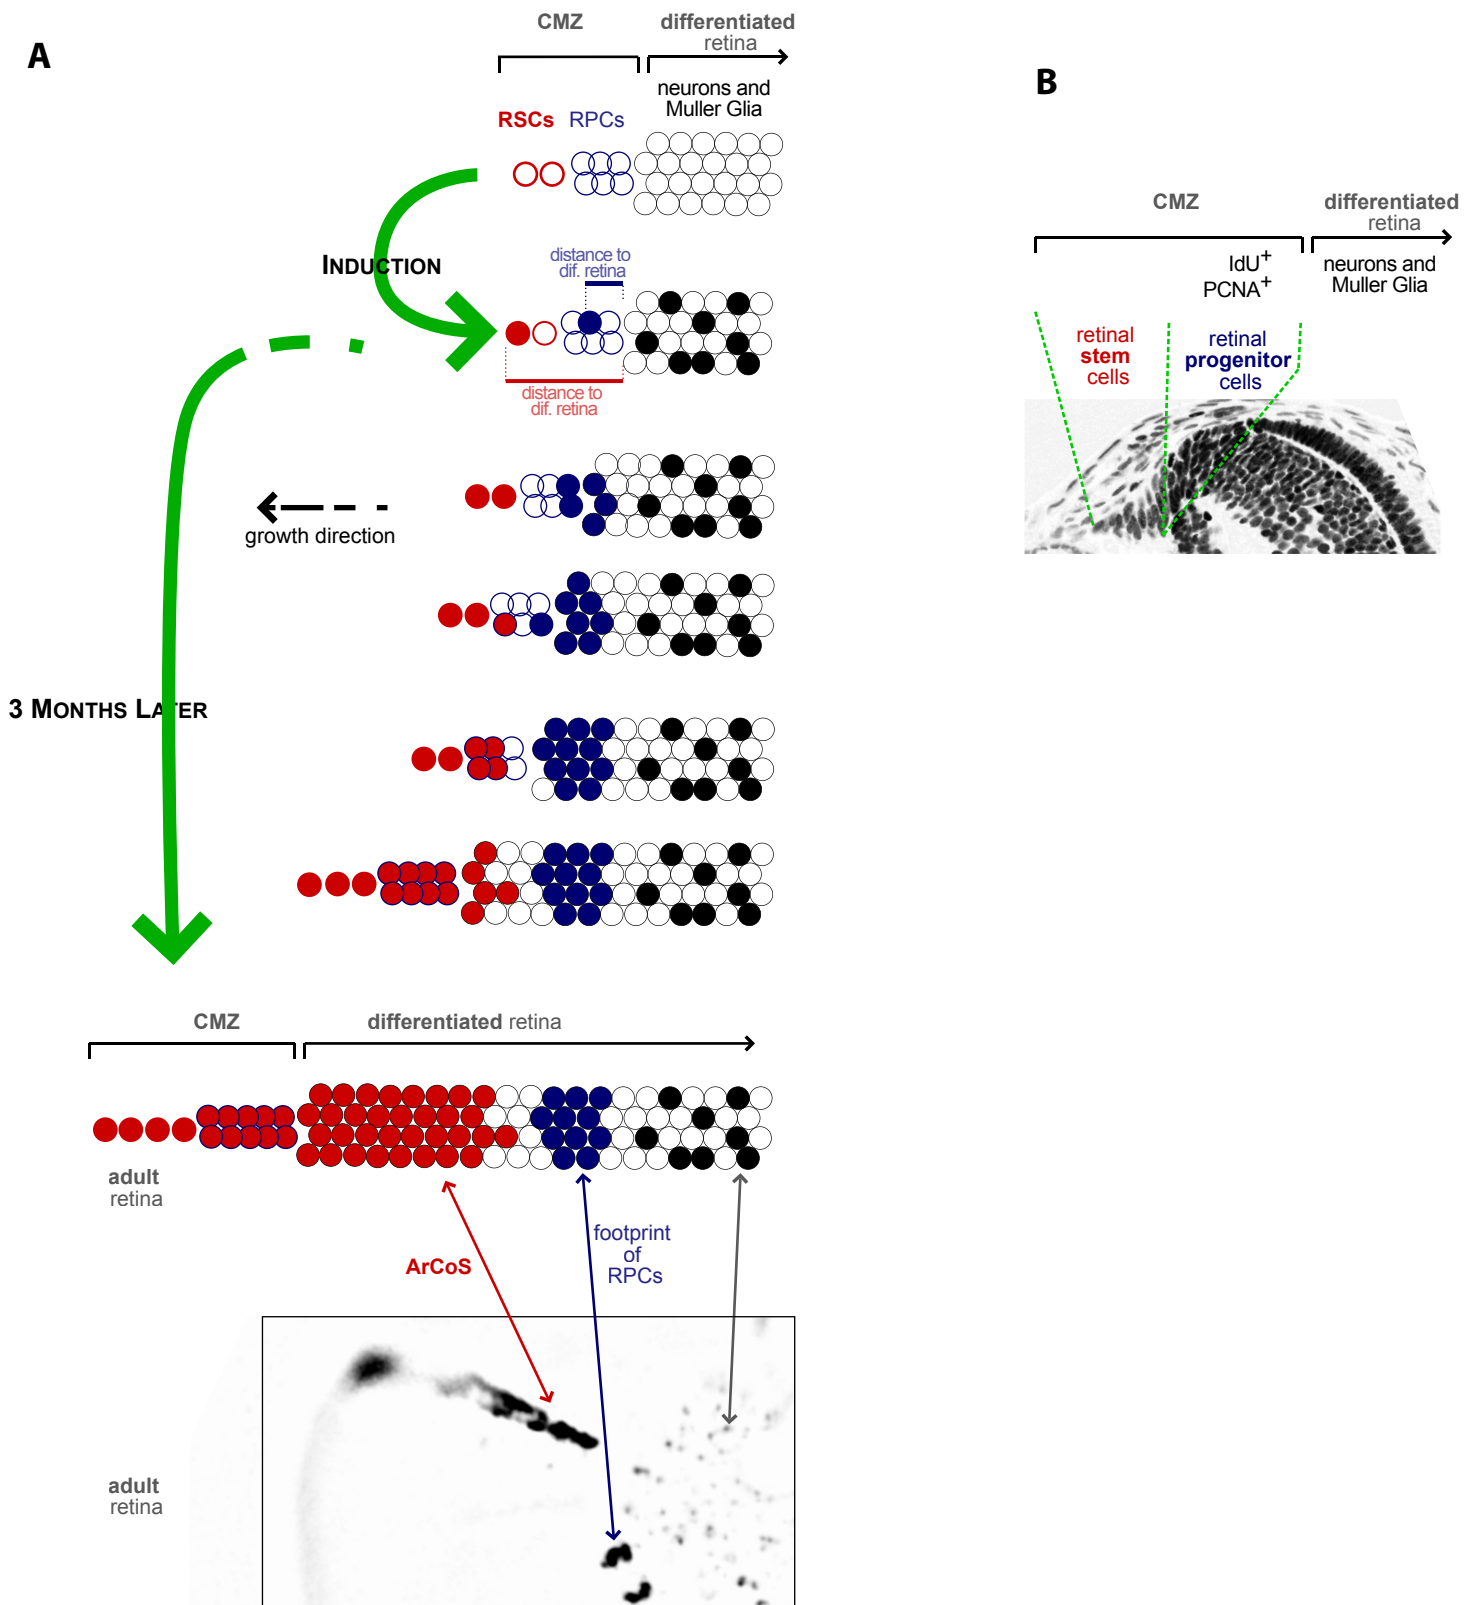 A
CMZ
differentiated
retina
neurons and
Muller Glia
RSCs
RPCs
INDUCTION
distance to
dif. retina
distance to
dif. retina
growth direction
3 MONTHS LATER
CMZ
differentiated retina
adult
retina
ArCoS
footprint
of
RPCs
adult
retina
B
CMZ
differentiated
retina
IdU+
PCNA+
neurons and
Muller Glia
retinal
stem
cells
retinal
progenitor
cells